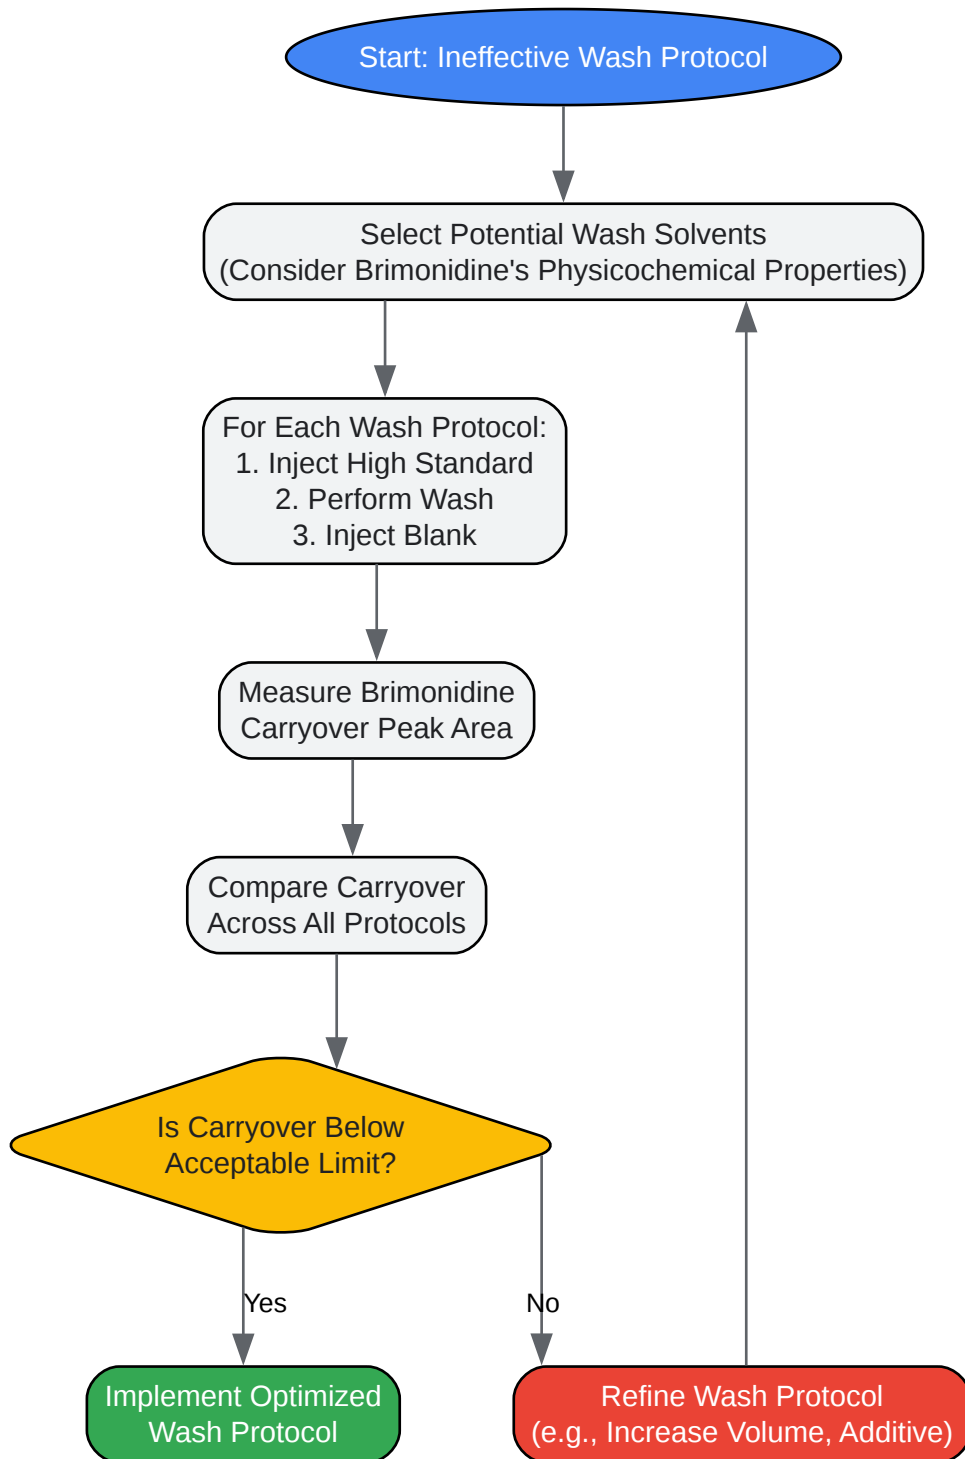 Start: Ineffective Wash Protocol
Select Potential Wash Solvents
(Consider Brimonidine's Physicochemical Properties)
For Each Wash Protocol:
1. Inject High Standard
2. Perform Wash
3. Inject Blank
Measure Brimonidine
Carryover Peak Area
Compare Carryover
Across All Protocols
Is Carryover Below
Acceptable Limit?
Yes
No
Implement Optimized
Wash Protocol
Refine Wash Protocol
(e.g., Increase Volume, Additive)